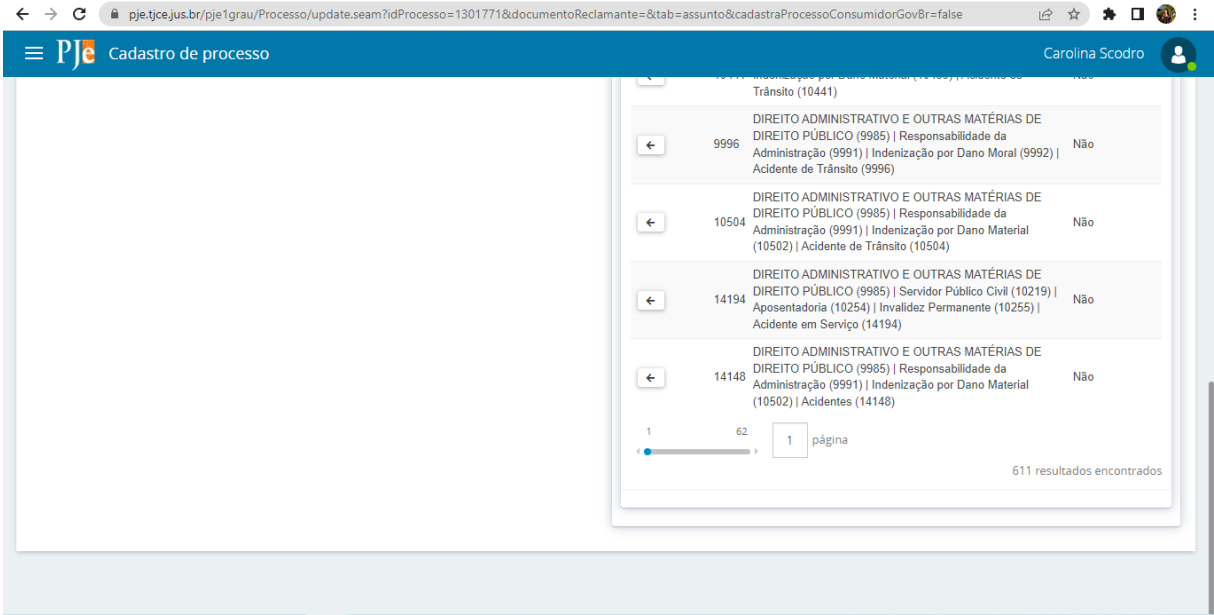 pje.tjce.jus.br/pje1grau/Processo/update.seam?idProcesso=1301771&documentoReclamante=&tab=assunto&cadastraProcessoConsumidorGovBr=false
PJe Cadastro de processo
Carolina Scodro
Trânsito (10441)
DIREITO ADMINISTRATIVO E OUTRAS MATÉRIAS DE
DIREITO PÚBLICO (9985) | Responsabilidade da
9996
Não
Administração (9991) | Indenização por Dano Moral (9992) |
Acidente de Trânsito (9996)
DIREITO ADMINISTRATIVO E OUTRAS MATÉRIAS DE
DIREITO PÚBLICO (9985) | Responsabilidade da
10504
Não
Administração (9991) | Indenização por Dano Material
(10502) | Acidente de Trânsito (10504)
DIREITO ADMINISTRATIVO E OUTRAS MATÉRIAS DE
DIREITO PÚBLICO (9985) | Servidor Público Civil (10219) |
14194
Não
Aposentadoria (10254) | Invalidez Permanente (10255) |
Acidente em Serviço (14194)
DIREITO ADMINISTRATIVO E OUTRAS MATÉRIAS DE
DIREITO PÚBLICO (9985) | Responsabilidade da
14148
Não
Administração (9991) | Indenização por Dano Material
(10502) | Acidentes (14148)
1 62
1 página
611 resultados encontrados